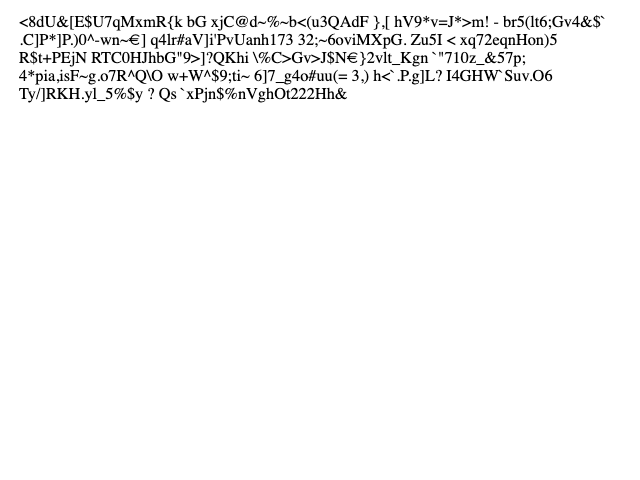 <8dU&[E$U7qMxmR{k bG xjC@d~%~b<(u3QAdF },[ hV9*v=J*>m! - br5(lt6;Gv4&$`
.C]P*]P.)0^-wn~€] q4lr#aV]i'PvUanh173 32;~6oviMXpG. Zu5I < xq72eqnHon)5
R$t+PEjN RTC0HJhbG"9>]?QKhi \%C>Gv>J$N€}2vlt_Kgn `"710z_&57p;
4*pia,isF~g.o7R^Q\O w+W^$9;ti~ 6]7_g4o#uu(= 3,) h<`.P.g]L? I4GHW`Suv.O6
Ty/]RKH.yl_5%$y ? Qs `xPjn$%nVghOt222Hh&